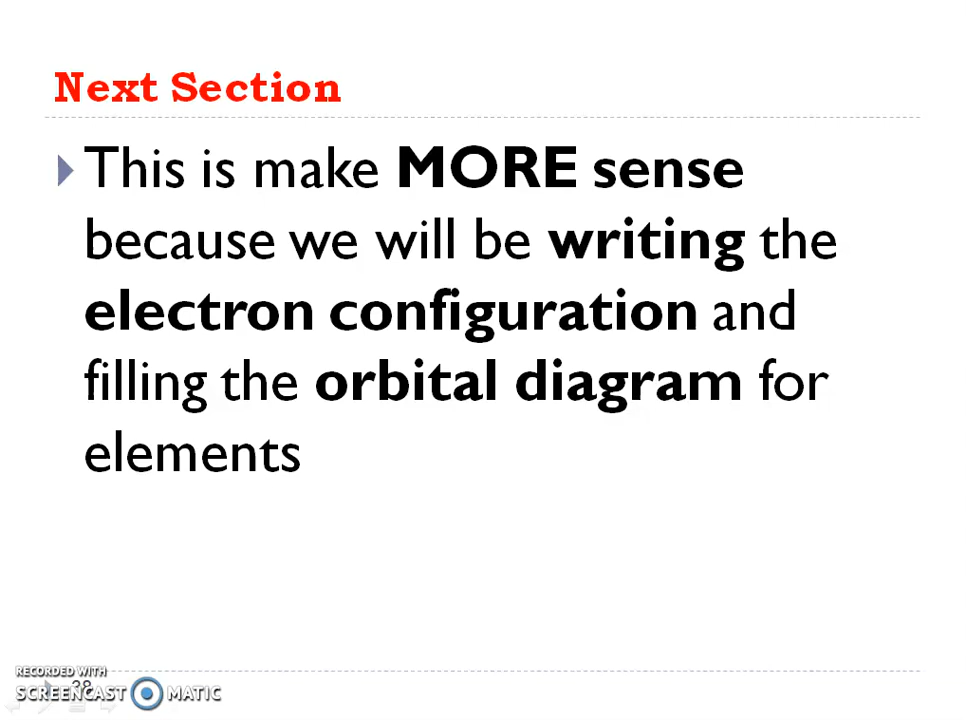 Next Section
This is make MORE sense
because we will be writing the
electron configuration and
filling the orbital diagram for
elements
RECORDED WITH
38
SCREENCAST MATIC